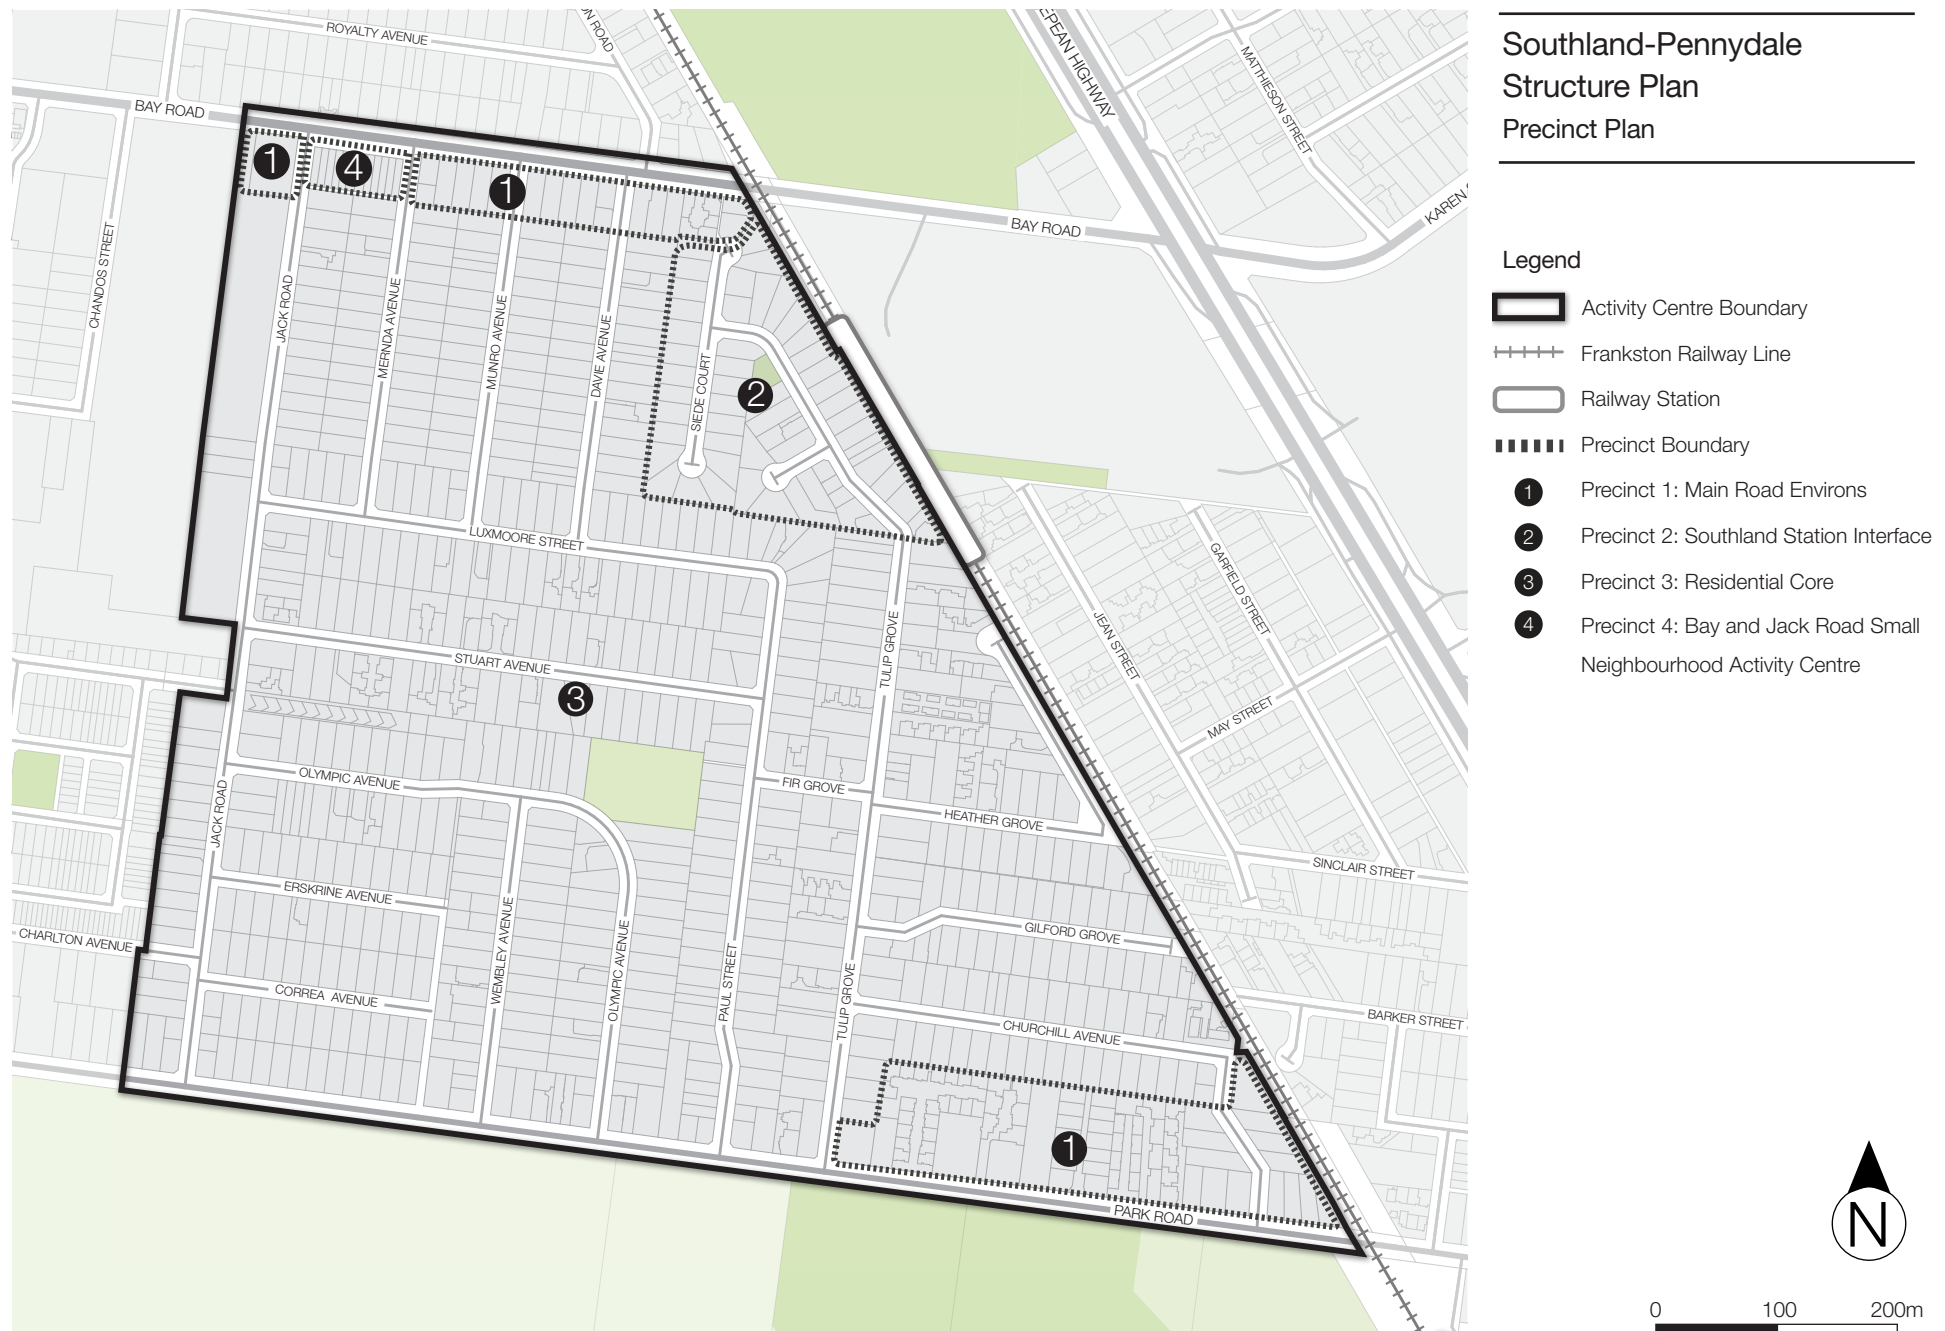 Southland-Pennydale
Structure Plan
Precinct Plan
Legend
Activity Centre Boundary
Frankston Railway Line
Railway Station
Precinct Boundary
1 Precinct 1: Main Road Environs
2 Precinct 2: Southland Station Interface
3 Precinct 3: Residential Core
4 Precinct 4: Bay and Jack Road Small
Neighbourhood Activity Centre
N
0 100 200m
ROYALTY AVENUE
ON ROAD
EPEAN HIGHWAY
MATTHIESON STREET
KAREN S
BAY ROAD
BAY ROAD
1
4
1
CHANDOS STREET
JACK ROAD
MERNDA AVENUE
MUNRO AVENUE
DAVIE AVENUE
SIEDE COURT
2
LUXMOORE STREET
GARFIELD STREET
JEAN STREET
TULIP GROVE
STUART AVENUE
3
MAY STREET
OLYMPIC AVENUE
FIR GROVE
HEATHER GROVE
JACK ROAD
SINCLAIR STREET
ERSKRINE AVENUE
CHARLTON AVENUE
WEMBLEY AVENUE
OLYMPIC AVENUE
PAUL STREET
TULIP GROVE
GILFORD GROVE
CORREA AVENUE
CHURCHILL AVENUE
BARKER STREET
1
PARK ROAD